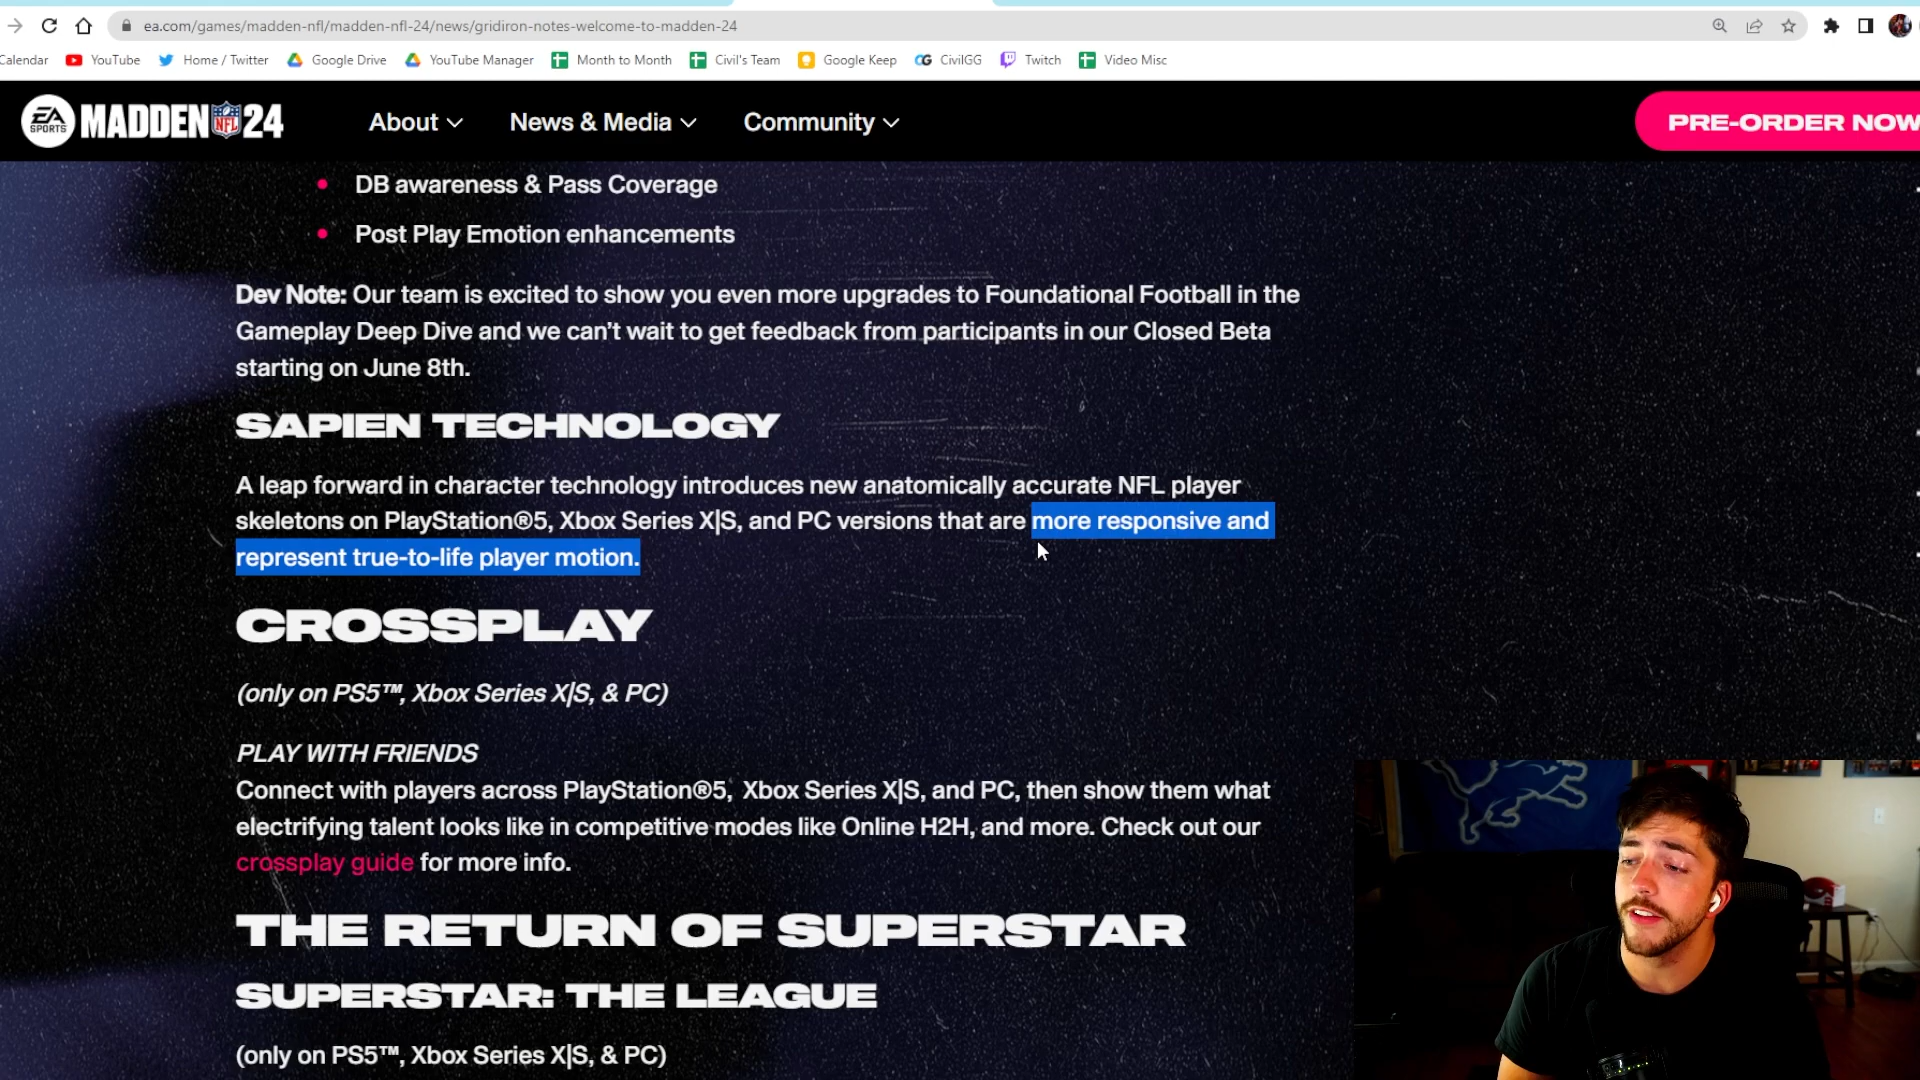 ea.com/games/madden-nfl/madden-nfl-24/news/gridiron-notes-welcome-to-madden-24
Calendar YouTube Home / Twitter Google Drive YouTube Manager Month to Month Civil's Team Google Keep CG CivilGG Twitch Video Misc
EA SPORTS MADDEN NFL 24 About News & Media Community PRE-ORDER NOW
DB awareness & Pass Coverage
Post Play Emotion enhancements
Dev Note: Our team is excited to show you even more upgrades to Foundational Football in the
Gameplay Deep Dive and we can't wait to get feedback from participants in our Closed Beta
starting on June 8th.
SAPIEN TECHNOLOGY
A leap forward in character technology introduces new anatomically accurate NFL player
skeletons on PlayStation®5, Xbox Series X|S, and PC versions that are more responsive and
represent true-to-life player motion.
CROSSPLAY
(only on PS5™, Xbox Series X|S, & PC)
PLAY WITH FRIENDS
Connect with players across PlayStation®5, Xbox Series X|S, and PC, then show them what
electrifying talent looks like in competitive modes like Online H2H, and more. Check out our
crossplay guide for more info.
THE RETURN OF SUPERSTAR
SUPERSTAR: THE LEAGUE
(only on PS5™, Xbox Series X|S, & PC)